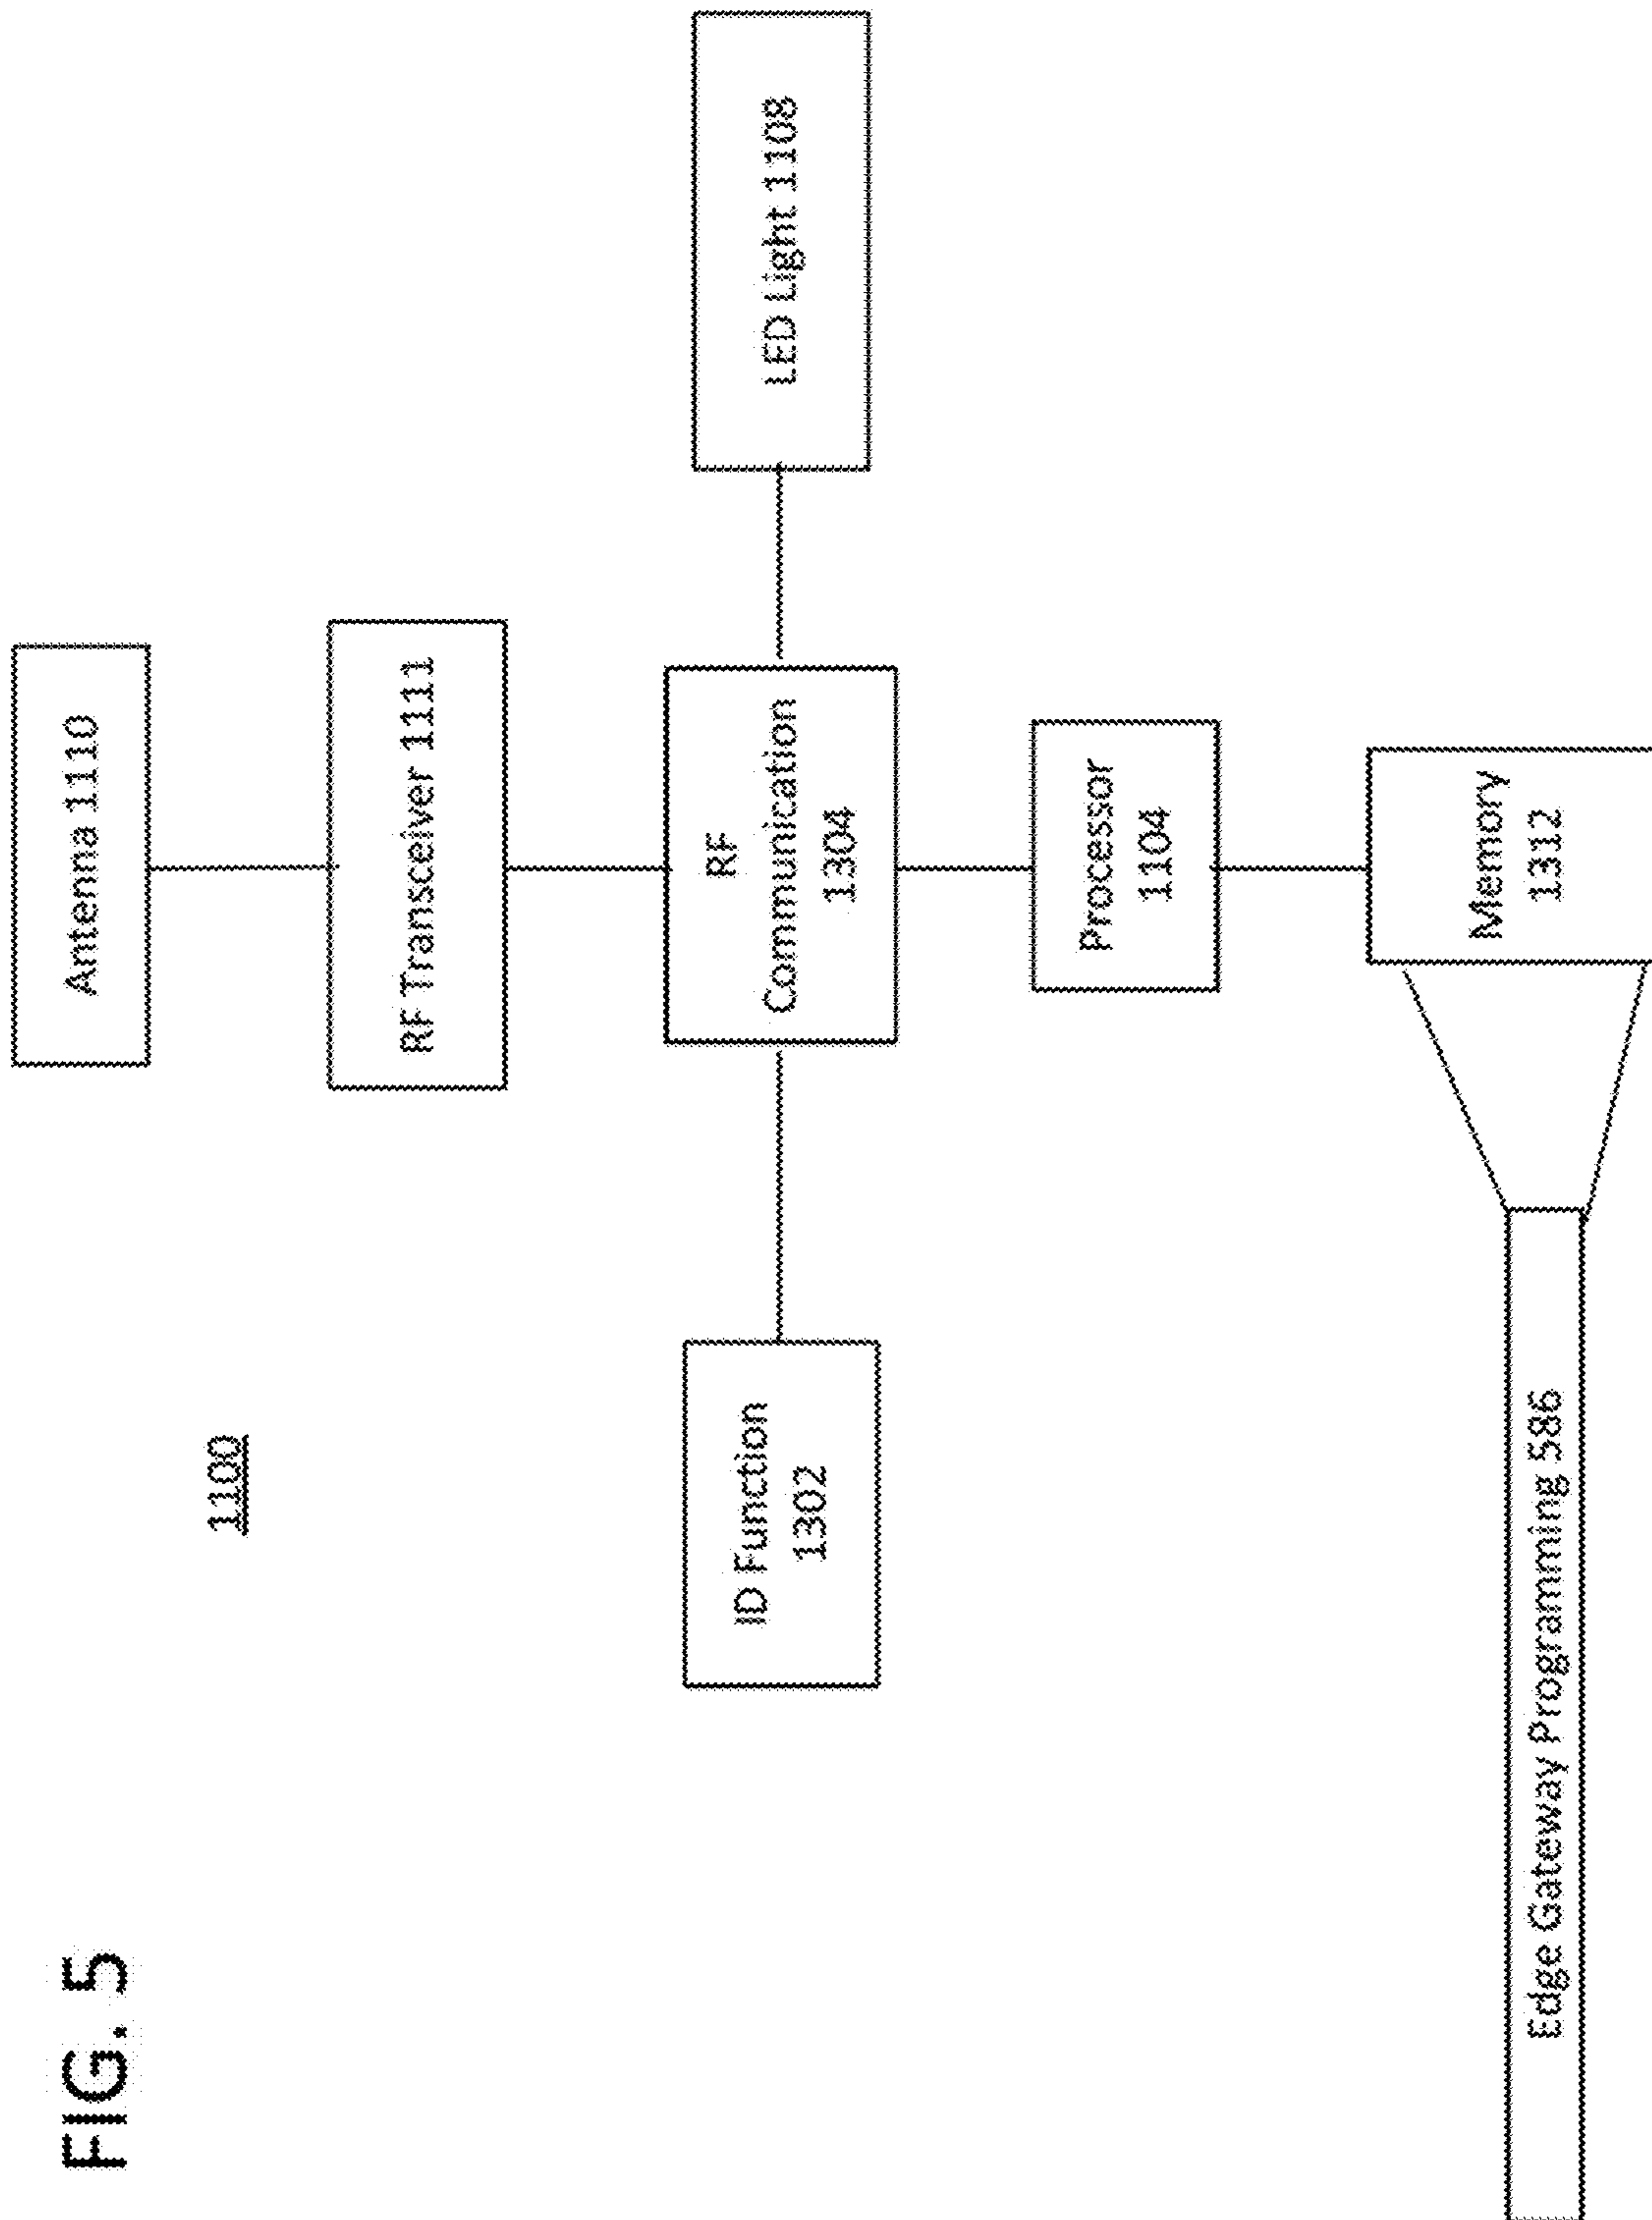 FIG. 5
1100
Antenna 1110
RF Transceiver 1111
ID Function
1302
RF
Communication
1304
LED Light 1108
Processor
1104
Edge Gateway Programming 586
Memory
1312